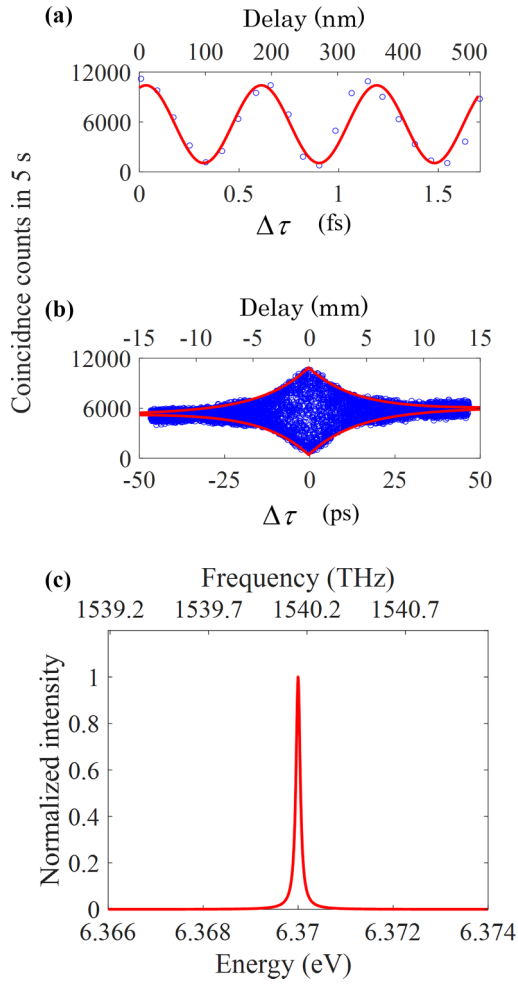 (a)
Delay (nm)
0 100 200 300 400 500
12000
6000
0
0 0.5 1 1.5
Δτ (fs)
Coincidnce counts in 5 s
(b)
Delay (mm)
-15 -10 -5 0 5 10 15
12000
6000
0
-50 -25 0 25 50
Δτ (ps)
(c)
Frequency (THz)
1539.2 1539.7 1540.2 1540.7
Normalized intensity
1
0.8
0.6
0.4
0.2
0
6.366 6.368 6.37 6.372 6.374
Energy (eV)